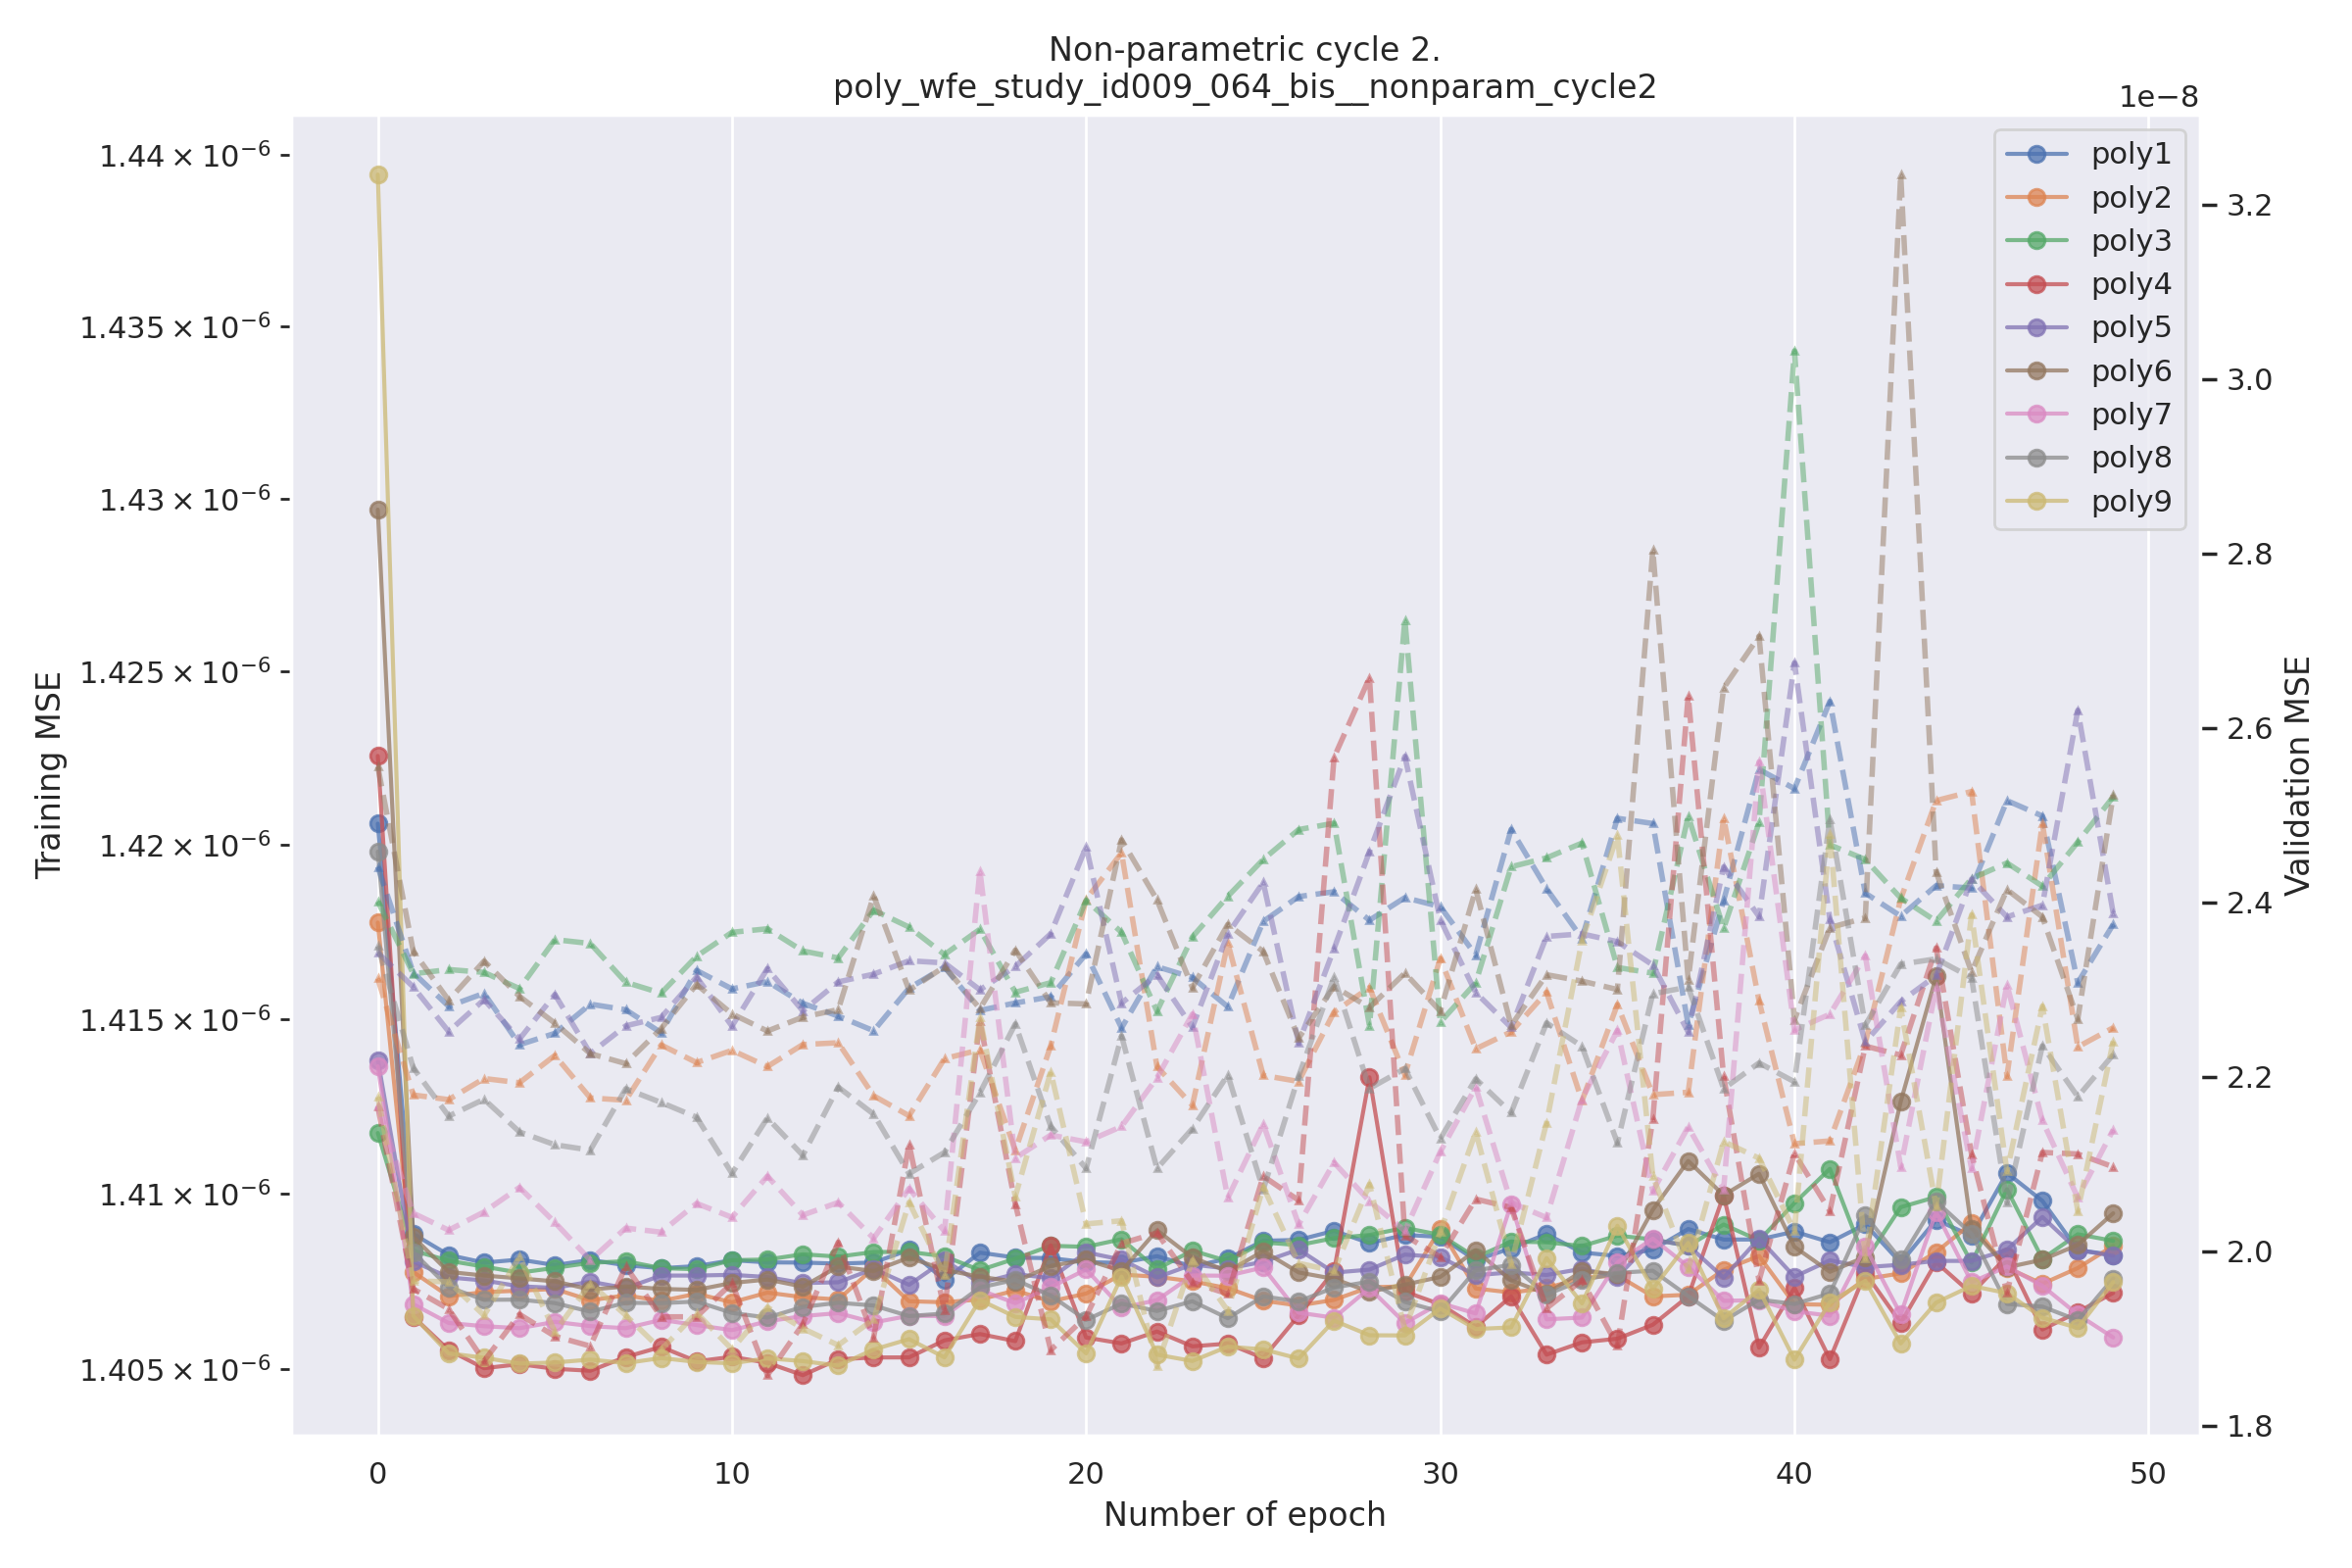 Non-parametric cycle 2.
poly_wfe_study_id009_064_bis__nonparam_cycle2
1e−8
1.44 × 10⁻⁶
1.435 × 10⁻⁶
1.43 × 10⁻⁶
1.425 × 10⁻⁶
1.42 × 10⁻⁶
1.415 × 10⁻⁶
1.41 × 10⁻⁶
1.405 × 10⁻⁶
Training MSE
poly1
poly2
poly3
poly4
poly5
poly6
poly7
poly8
poly9
3.2
3.0
2.8
2.6
2.4
2.2
2.0
1.8
Validation MSE
0 10 20 30 40 50
Number of epoch